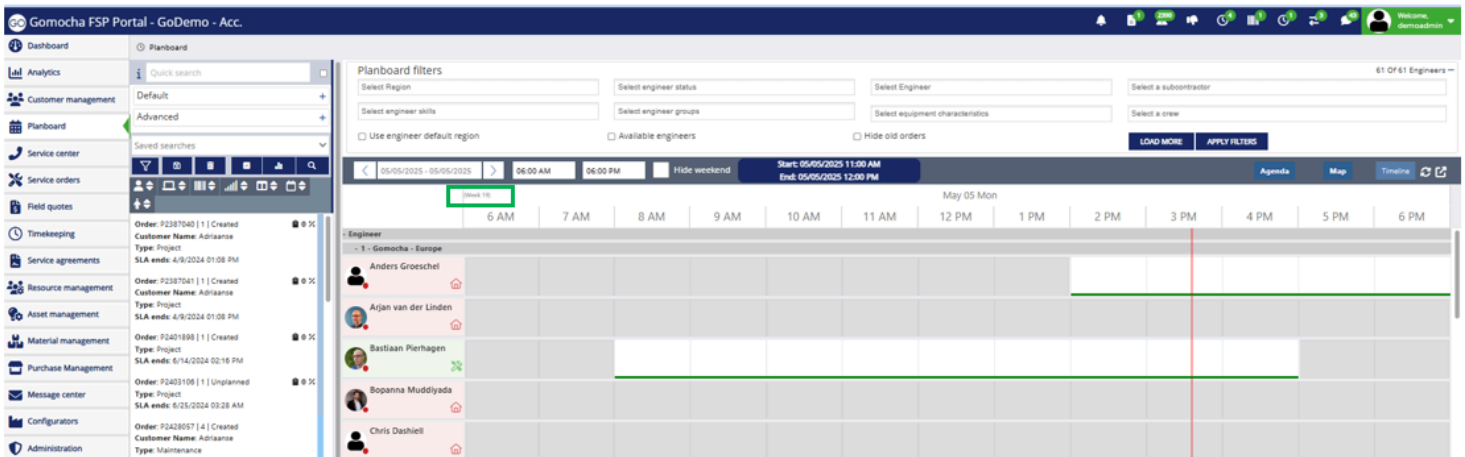 GO Gomocha FSP Portal - GoDemo - Acc.
Welcome,
demoadmin
Dashboard
Analytics
Customer management
Planboard
Service center
Service orders
Field quotes
Timekeeping
Service agreements
Resource management
Asset management
Material management
Purchase Management
Message center
Configurators
Administration
Planboard
i Quick search
Default +
Advanced +
Saved searches
Order: P2387040 | 1 | Created
Customer Name: Adriaanse
Type: Project
SLA ends: 4/9/2024 01:08 PM
Order: P2387041 | 1 | Created
Customer Name: Adriaanse
Type: Project
SLA ends: 4/9/2024 01:08 PM
Order: P2401898 | 1 | Created
Type: Project
SLA ends: 6/14/2024 02:16 PM
Order: P2403106 | 1 | Unplanned
Type: Project
SLA ends: 6/25/2024 03:28 AM
Order: P2428057 | 4 | Created
Customer Name: Adriaanse
Type: Maintenance
Planboard filters
61 Of 61 Engineers
Select Region
Select engineer status
Select Engineer
Select a subcontractor
Select engineer skills
Select engineer groups
Select equipment characteristics
Select a crew
Use engineer default region
Available engineers
Hide old orders
LOAD MORE
APPLY FILTERS
05/05/2025 - 05/05/2025
06:00 AM
06:00 PM
Hide weekend
Start: 05/05/2025 11:00 AM
End: 05/05/2025 12:00 PM
Agenda
Map
Timeline
(Week 19)
May 05 Mon
6 AM 7 AM 8 AM 9 AM 10 AM 11 AM 12 PM 1 PM 2 PM 3 PM 4 PM 5 PM 6 PM
- Engineer
- 1 - Gomocha - Europe
Anders Groeschel
Arjan van der Linden
Bastiaan Pierhagen
Bopanna Muddiyada
Chris Dashiell